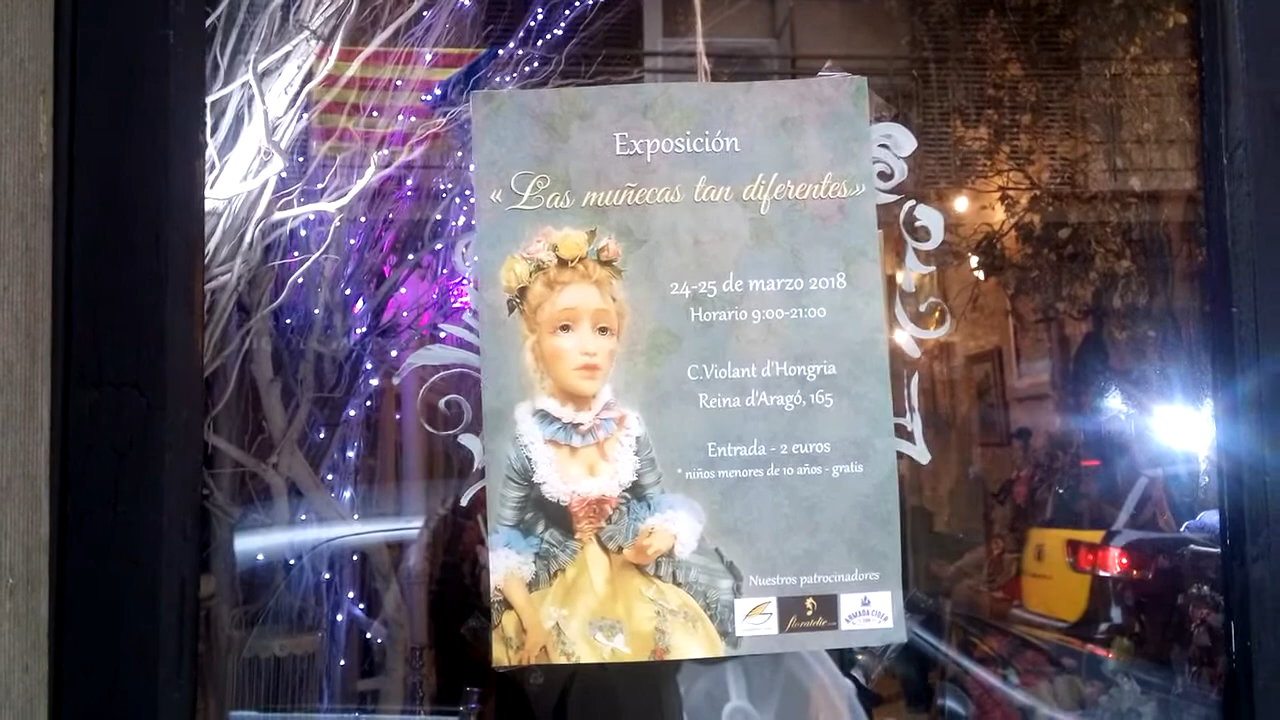 Exposición
« Las muñecas tan diferentes»
24-25 de marzo 2018
Horario 9:00-21:00
C.Violant d'Hongria
Reina d'Aragó, 165
Entrada - 2 euros
* niños menores de 10 años - gratis
Nuestros patrocinadores
ARMADA CIDER